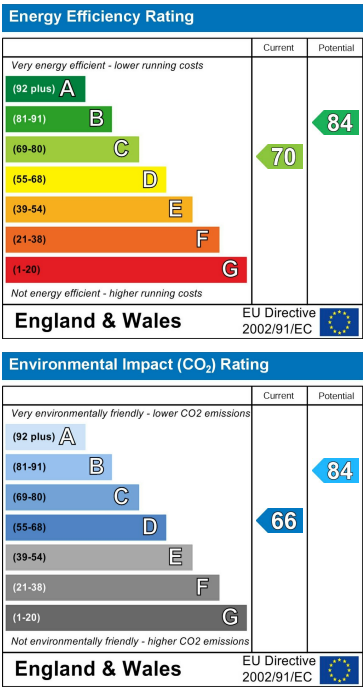 Energy Efficiency Rating
Current Potential
Very energy efficient - lower running costs
(92 plus) A
(81-91) B
84
(69-80) C
70
(55-68) D
(39-54) E
(21-38) F
(1-20) G
Not energy efficient - higher running costs
England & Wales
EU Directive
2002/91/EC
Environmental Impact (CO₂) Rating
Current Potential
Very environmentally friendly - lower CO2 emissions
(92 plus) A
(81-91) B
84
(69-80) C
(55-68) D
66
(39-54) E
(21-38) F
(1-20) G
Not environmentally friendly - higher CO2 emissions
England & Wales
EU Directive
2002/91/EC